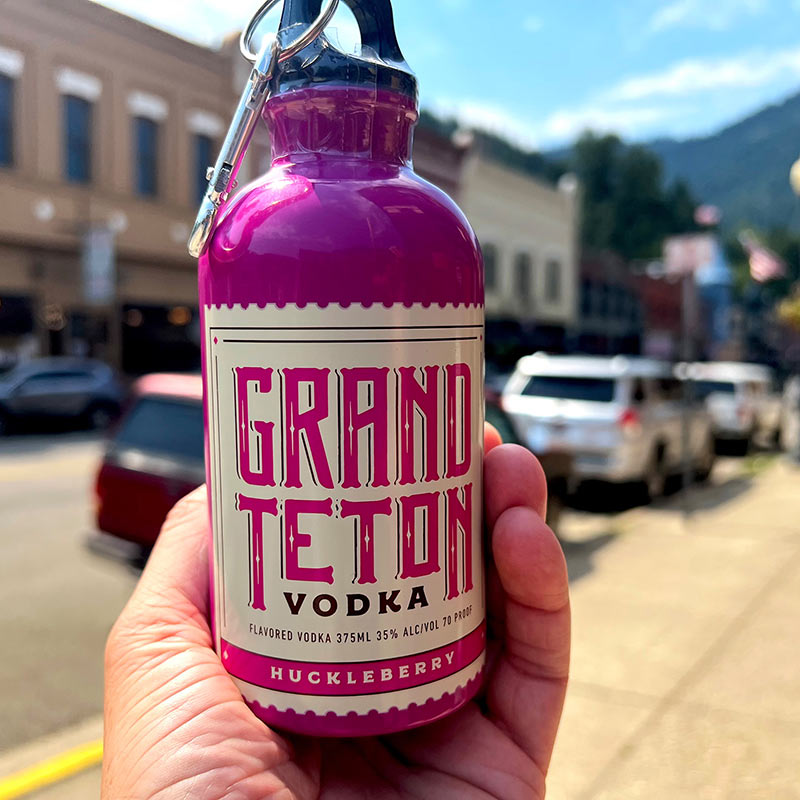 GRAND
TETON
VODKA
FLAVORED VODKA 375ML 35% ALC/VOL 70 PROOF
HUCKLEBERRY